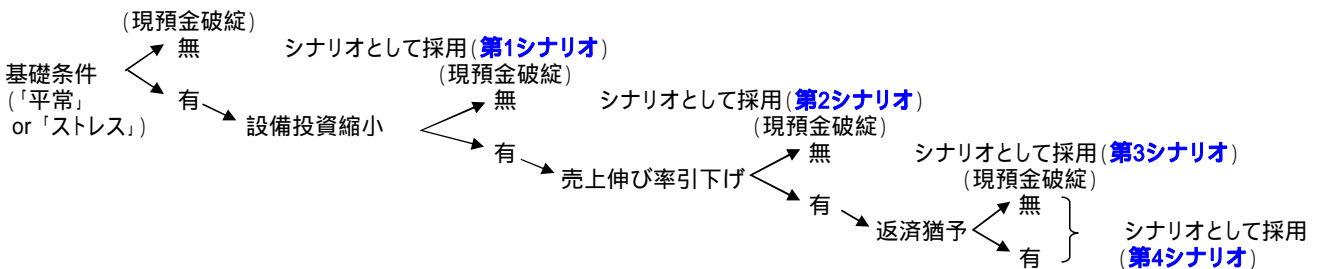 (現預金破綻)
無 シナリオとして採用(第1シナリオ)
基礎条件 (現預金破綻)
(「平常」 有 無 シナリオとして採用(第2シナリオ)
or「ストレス」) 設備投資縮小 (現預金破綻)
有 無 シナリオとして採用(第3シナリオ)
売上伸び率引下げ (現預金破綻)
有 無
返済猶予 シナリオとして採用
有 (第4シナリオ)